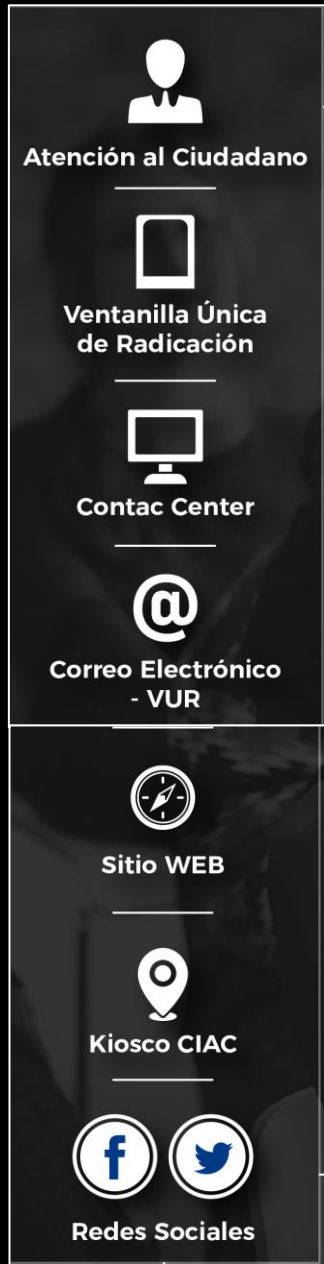 Atención al Ciudadano
Ventanilla Única
de Radicación
Contac Center
@
Correo Electrónico
- VUR
Sitio WEB
Kiosco CIAC
f
Redes Sociales